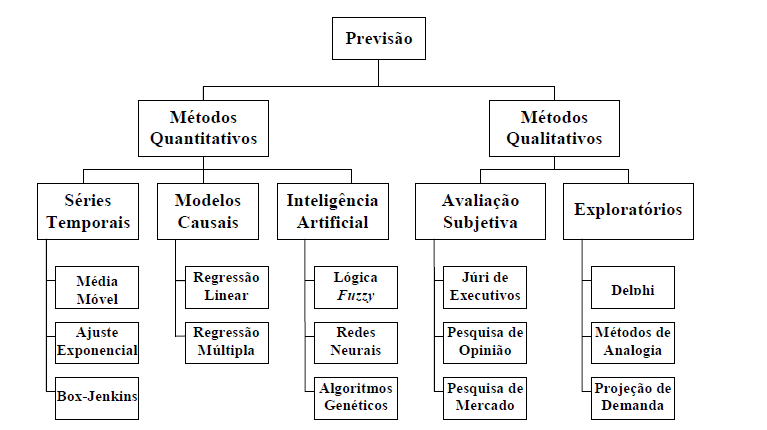 Previsão
Métodos
Quantitativos
Métodos
Qualitativos
Séries
Temporais
Modelos
Causais
Inteligência
Artificial
Avaliação
Subjetiva
Exploratórios
Média
Móvel
Regressão
Linear
Lógica
Fuzzy
Júri de
Executivos
Delphi
Ajuste
Exponencial
Regressão
Múltipla
Redes
Neurais
Pesquisa de
Opinião
Métodos de
Analogia
Box-Jenkins
Algoritmos
Genéticos
Pesquisa de
Mercado
Projeção de
Demanda